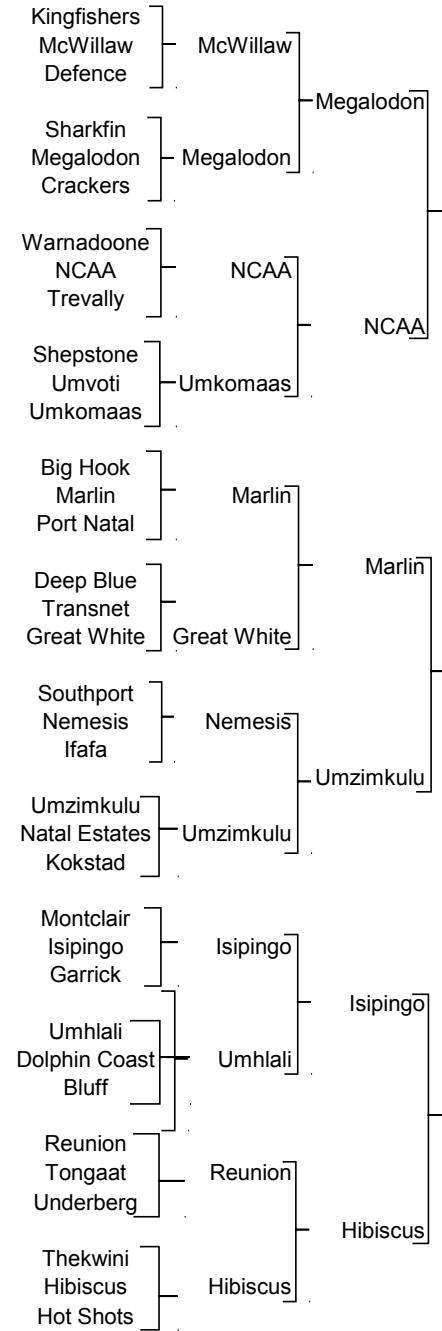 Kingfishers
McWillaw
Defence
McWillaw
Megalodon
Sharkfin
Megalodon
Crackers
Megalodon
Warnadoone
NCAA
Trevally
NCAA
NCAA
Shepstone
Umvoti
Umkomaas
Umkomaas
Big Hook
Marlin
Port Natal
Marlin
Marlin
Deep Blue
Transnet
Great White
Great White
Southport
Nemesis
Ifafa
Nemesis
Umzimkulu
Umzimkulu
Natal Estates
Kokstad
Umzimkulu
Montclair
Isipingo
Garrick
Isipingo
Isipingo
Umhlali
Dolphin Coast
Bluff
Umhlali
Reunion
Tongaat
Underberg
Reunion
Hibiscus
Thekwini
Hibiscus
Hot Shots
Hibiscus